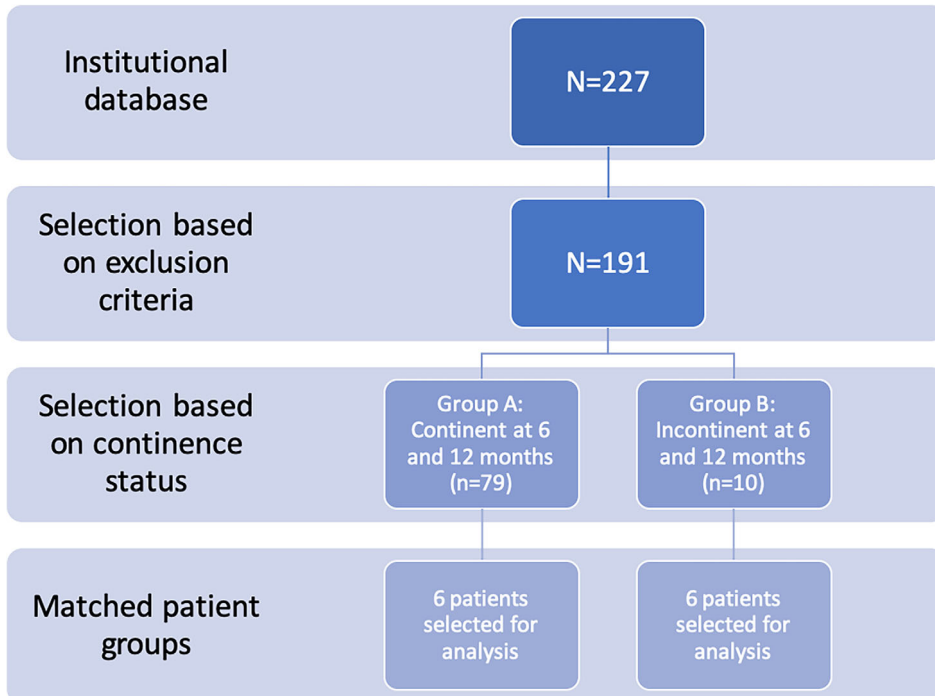 Institutional
database
N=227
Selection based
on exclusion
criteria
N=191
Selection based
on continence
status
Group A:
Continent at 6
and 12 months
(n=79)
Group B:
Incontinent at 6
and 12 months
(n=10)
Matched patient
groups
6 patients
selected for
analysis
6 patients
selected for
analysis